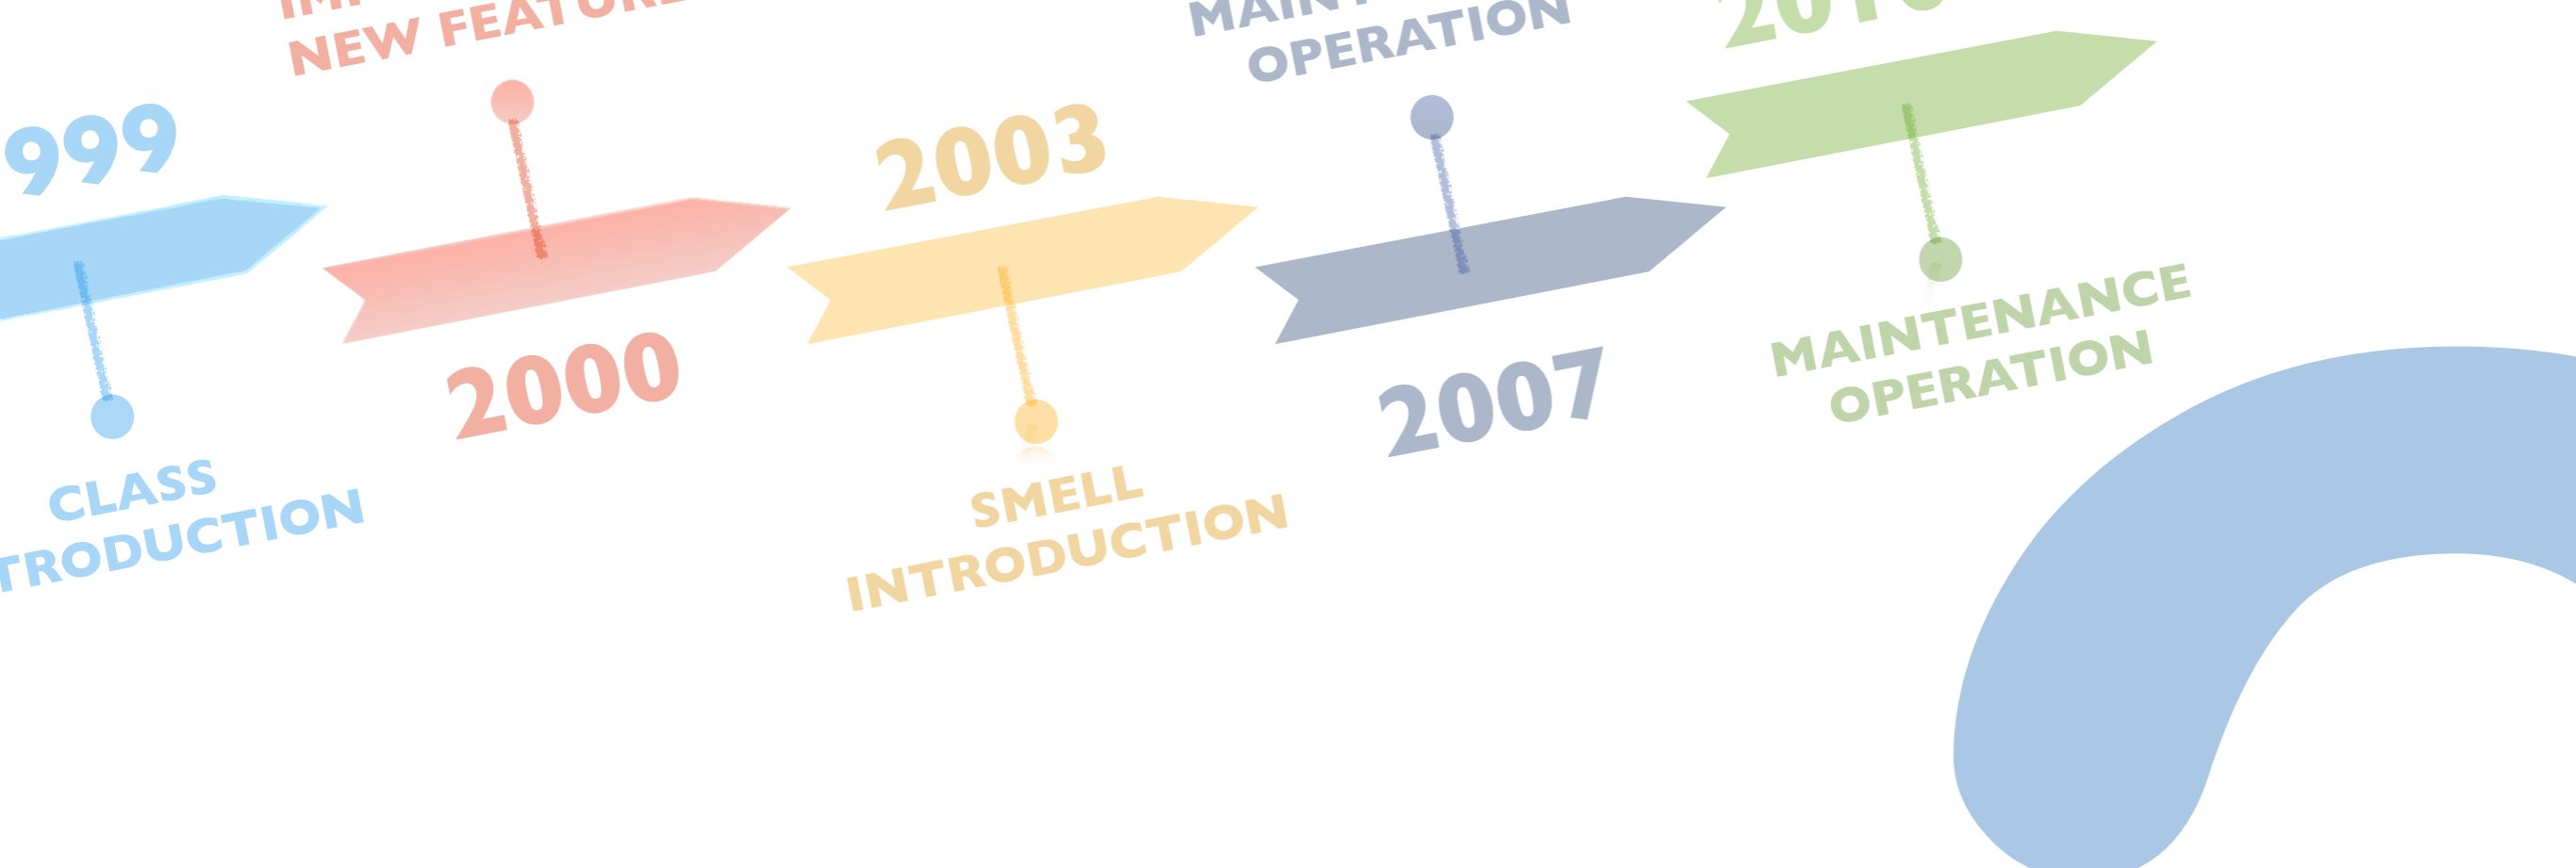 999
CLASS
TRODUCTION
NEW FEATURE
2000
2003
SMELL
INTRODUCTION
OPERATION
2007
MAINTENANCE
OPERATION